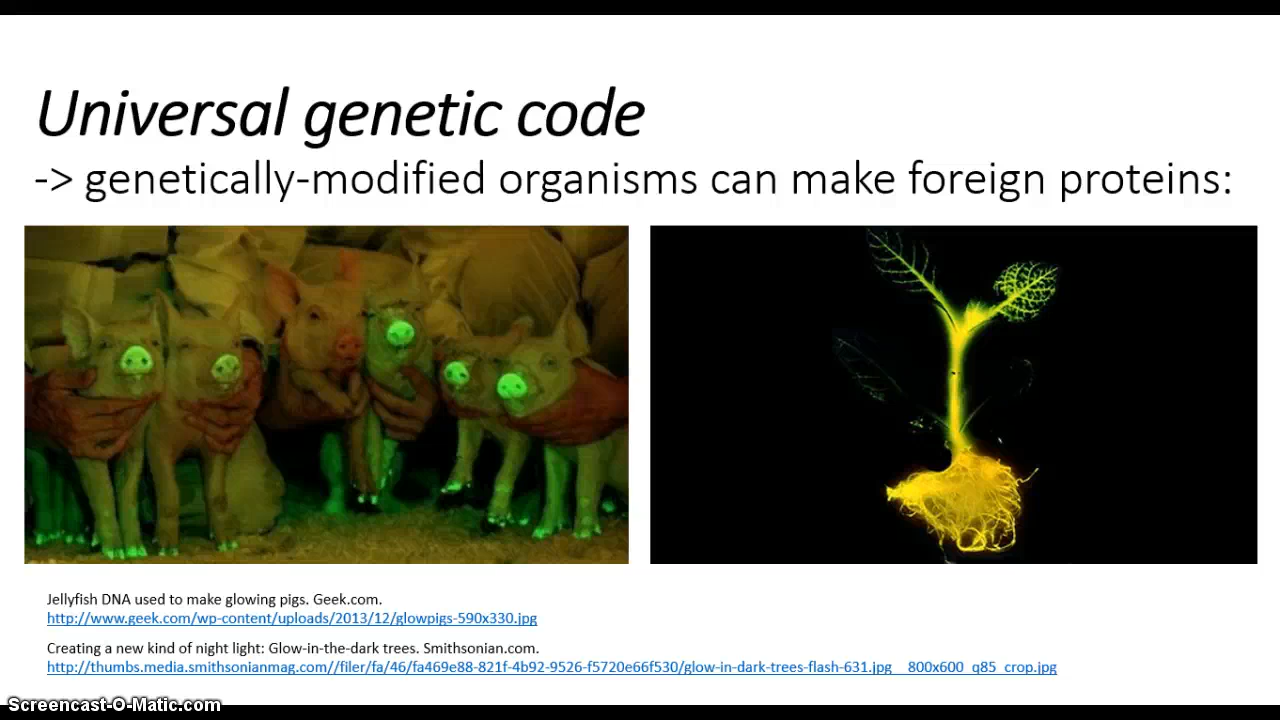 Universal genetic code
-> genetically-modified organisms can make foreign proteins:
Jellyfish DNA used to make glowing pigs. Geek.com.
http://www.geek.com/wp-content/uploads/2013/12/glowpigs-590x330.jpg
Creating a new kind of night light: Glow-in-the-dark trees. Smithsonian.com.
http://thumbs.media.smithsonianmag.com//filer/fa/46/fa469e88-821f-4b92-9526-f5720e66f530/glow-in-dark-trees-flash-631.jpg__800x600_q85_crop.jpg
Screencast-O-Matic.com